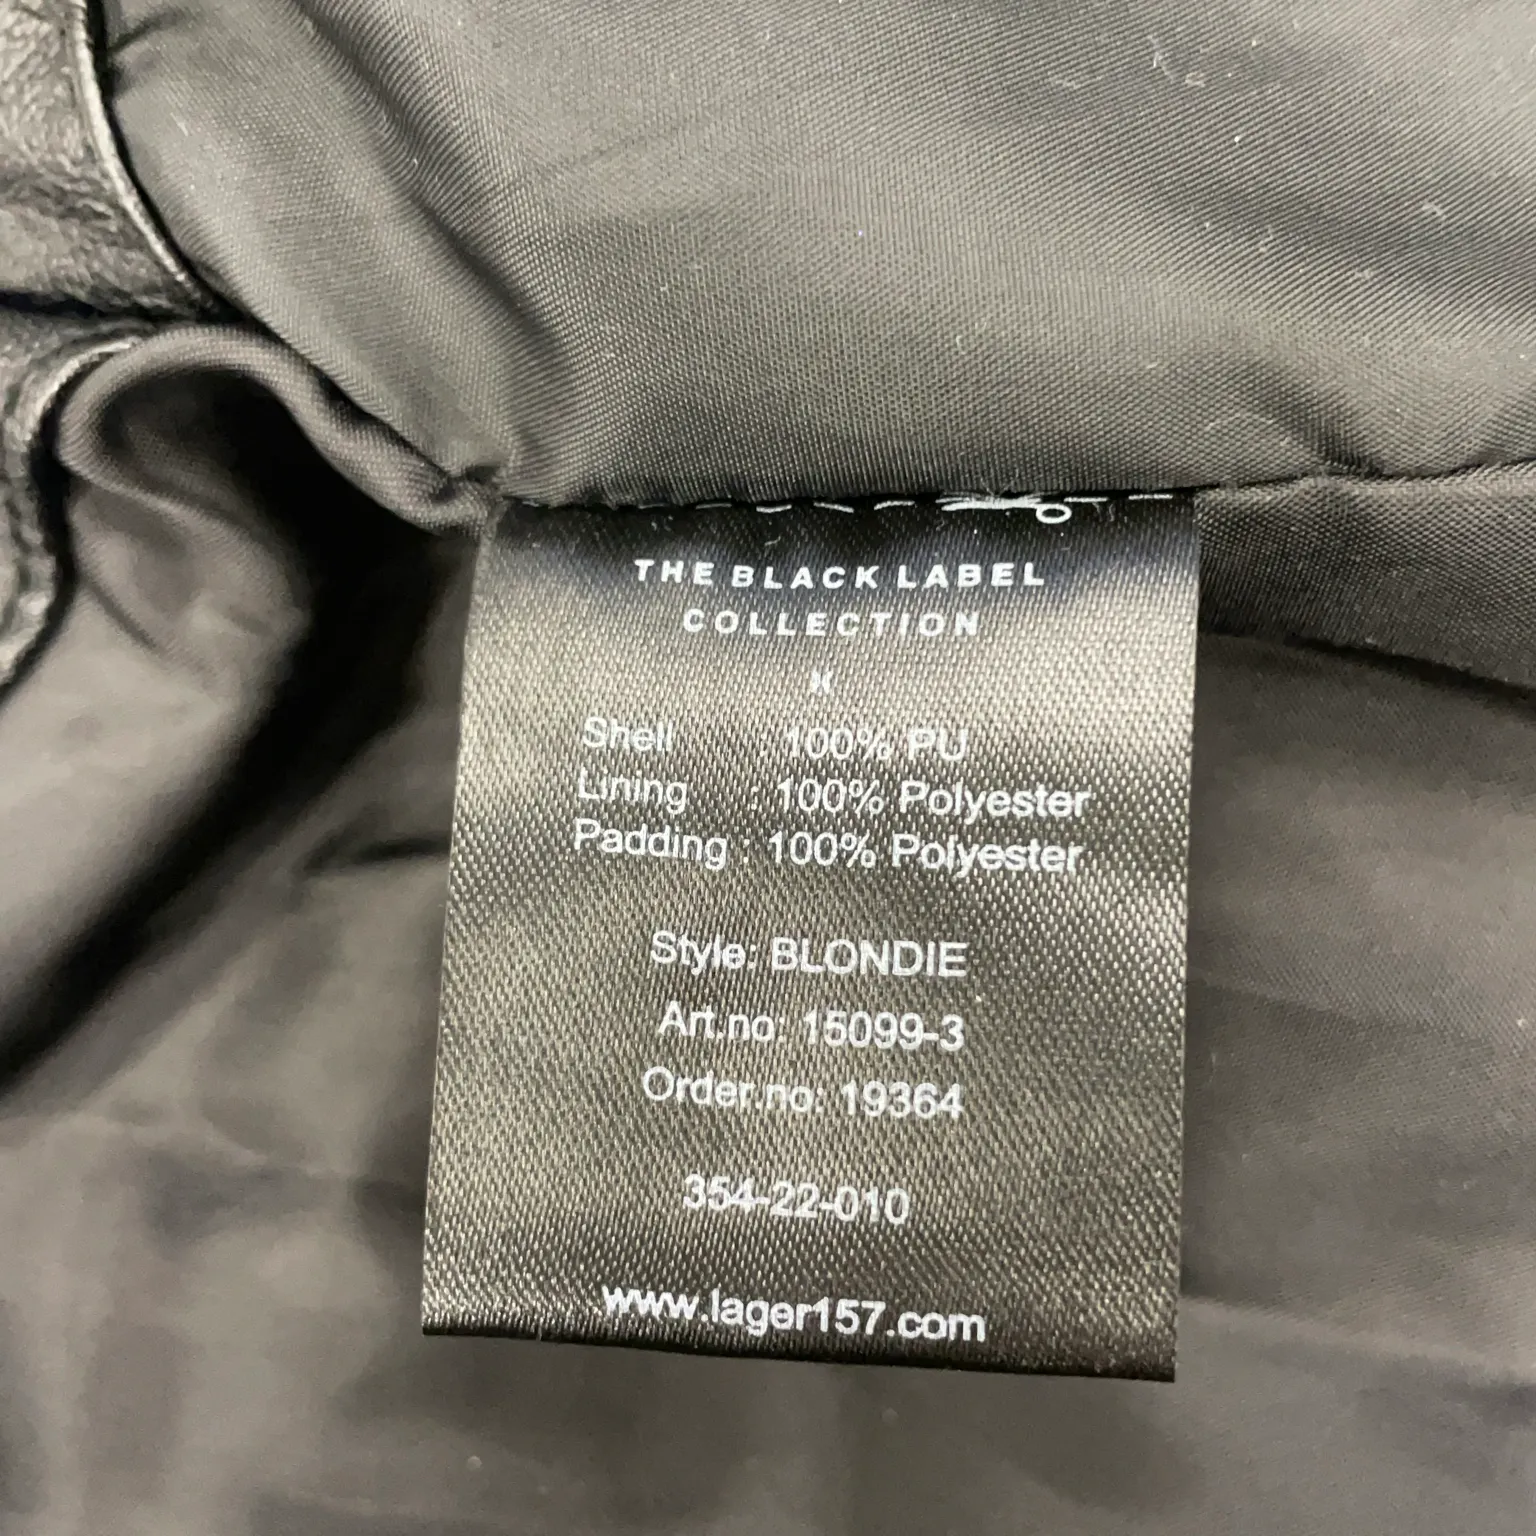 THE BLACK LABEL
COLLECTION
Shell : 100% PU
Lining : 100% Polyester
Padding : 100% Polyester
Style: BLONDIE
Art.no: 15099-3
Order.no: 19364
354-22-010
www.lager157.com